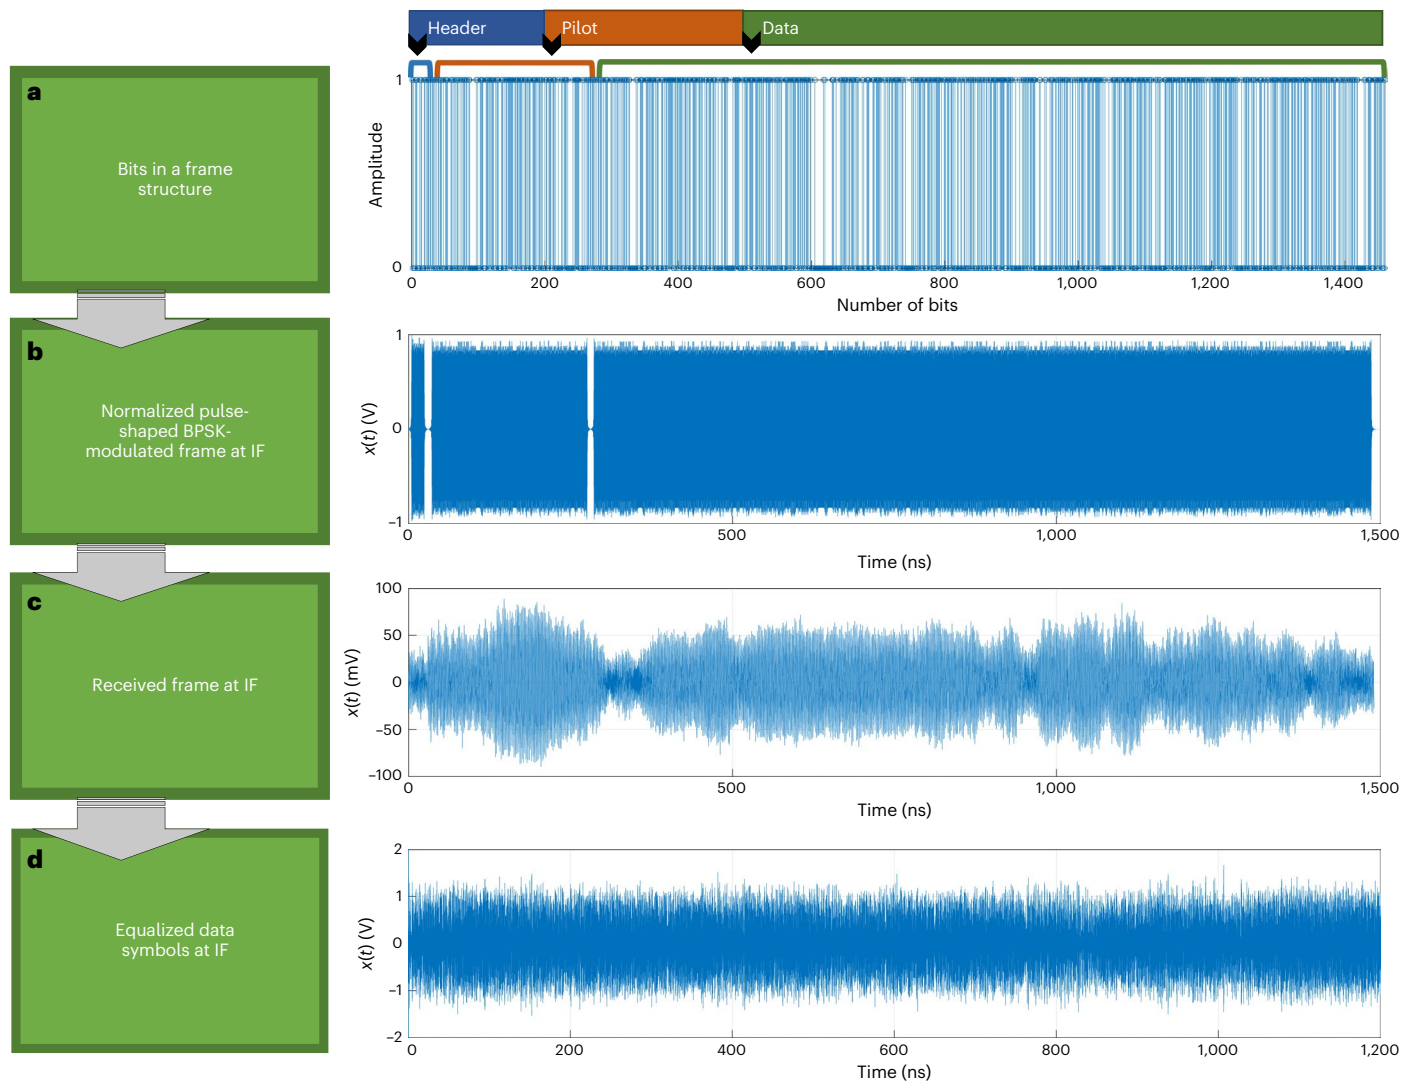 Header Pilot Data
a
Bits in a frame
structure
Amplitude
1
0
0 200 400 600 800 1,000 1,200 1,400
Number of bits
b
Normalized pulse-
shaped BPSK-
modulated frame at IF
x(t) (V)
1
0
–1
0 500 1,000 1,500
Time (ns)
c
Received frame at IF
x(t) (mV)
100
50
0
–50
–100
0 500 1,000 1,500
Time (ns)
d
Equalized data
symbols at IF
x(t) (V)
2
1
0
–1
–2
0 200 400 600 800 1,000 1,200
Time (ns)